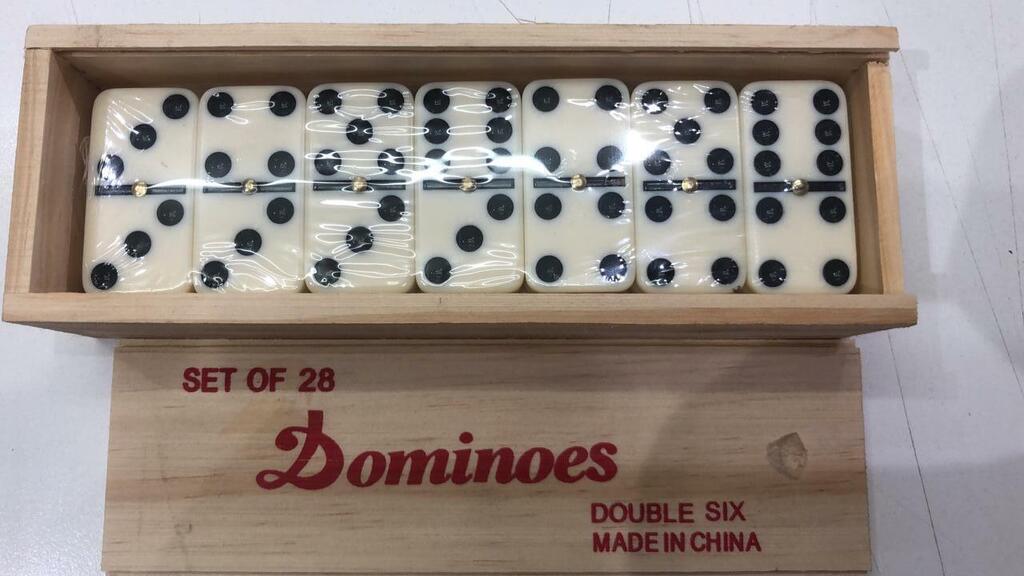 SET OF 28
Dominoes
DOUBLE SIX
MADE IN CHINA